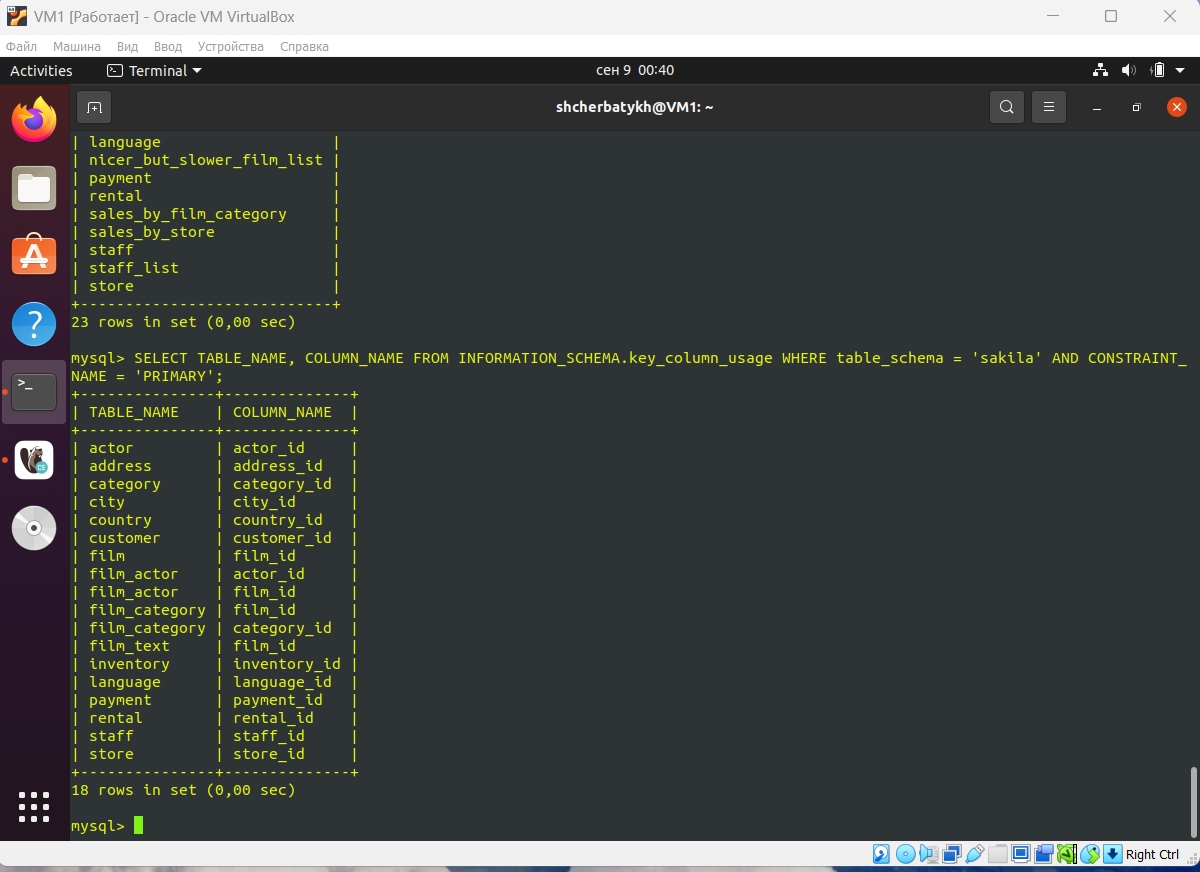 VM1 [Работает] - Oracle VM VirtualBox
Файл Машина Вид Ввод Устройства Справка
Activities Terminal сен 9 00:40
shcherbatykh@VM1: ~
| language |
| nicer_but_slower_film_list |
| payment |
| rental |
| sales_by_film_category |
| sales_by_store |
| staff |
| staff_list |
| store |
+----------------------------+
23 rows in set (0,00 sec)
mysql> SELECT TABLE_NAME, COLUMN_NAME FROM INFORMATION_SCHEMA.key_column_usage WHERE table_schema = 'sakila' AND CONSTRAINT_
NAME = 'PRIMARY';
+---------------+--------------+
| TABLE_NAME | COLUMN_NAME |
+---------------+--------------+
| actor | actor_id |
| address | address_id |
| category | category_id |
| city | city_id |
| country | country_id |
| customer | customer_id |
| film | film_id |
| film_actor | actor_id |
| film_actor | film_id |
| film_category | film_id |
| film_category | category_id |
| film_text | film_id |
| inventory | inventory_id |
| language | language_id |
| payment | payment_id |
| rental | rental_id |
| staff | staff_id |
| store | store_id |
+---------------+--------------+
18 rows in set (0,00 sec)
mysql>
Right Ctrl